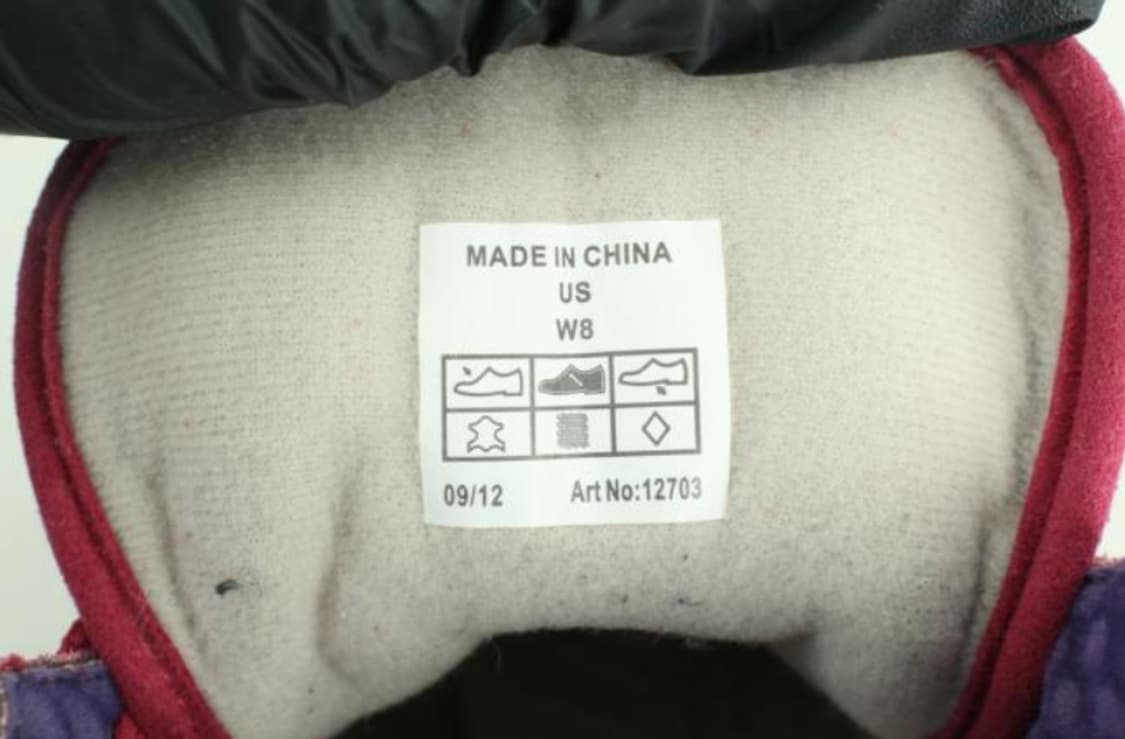 MADE IN CHINA
US
W8
09/12 Art No:12703